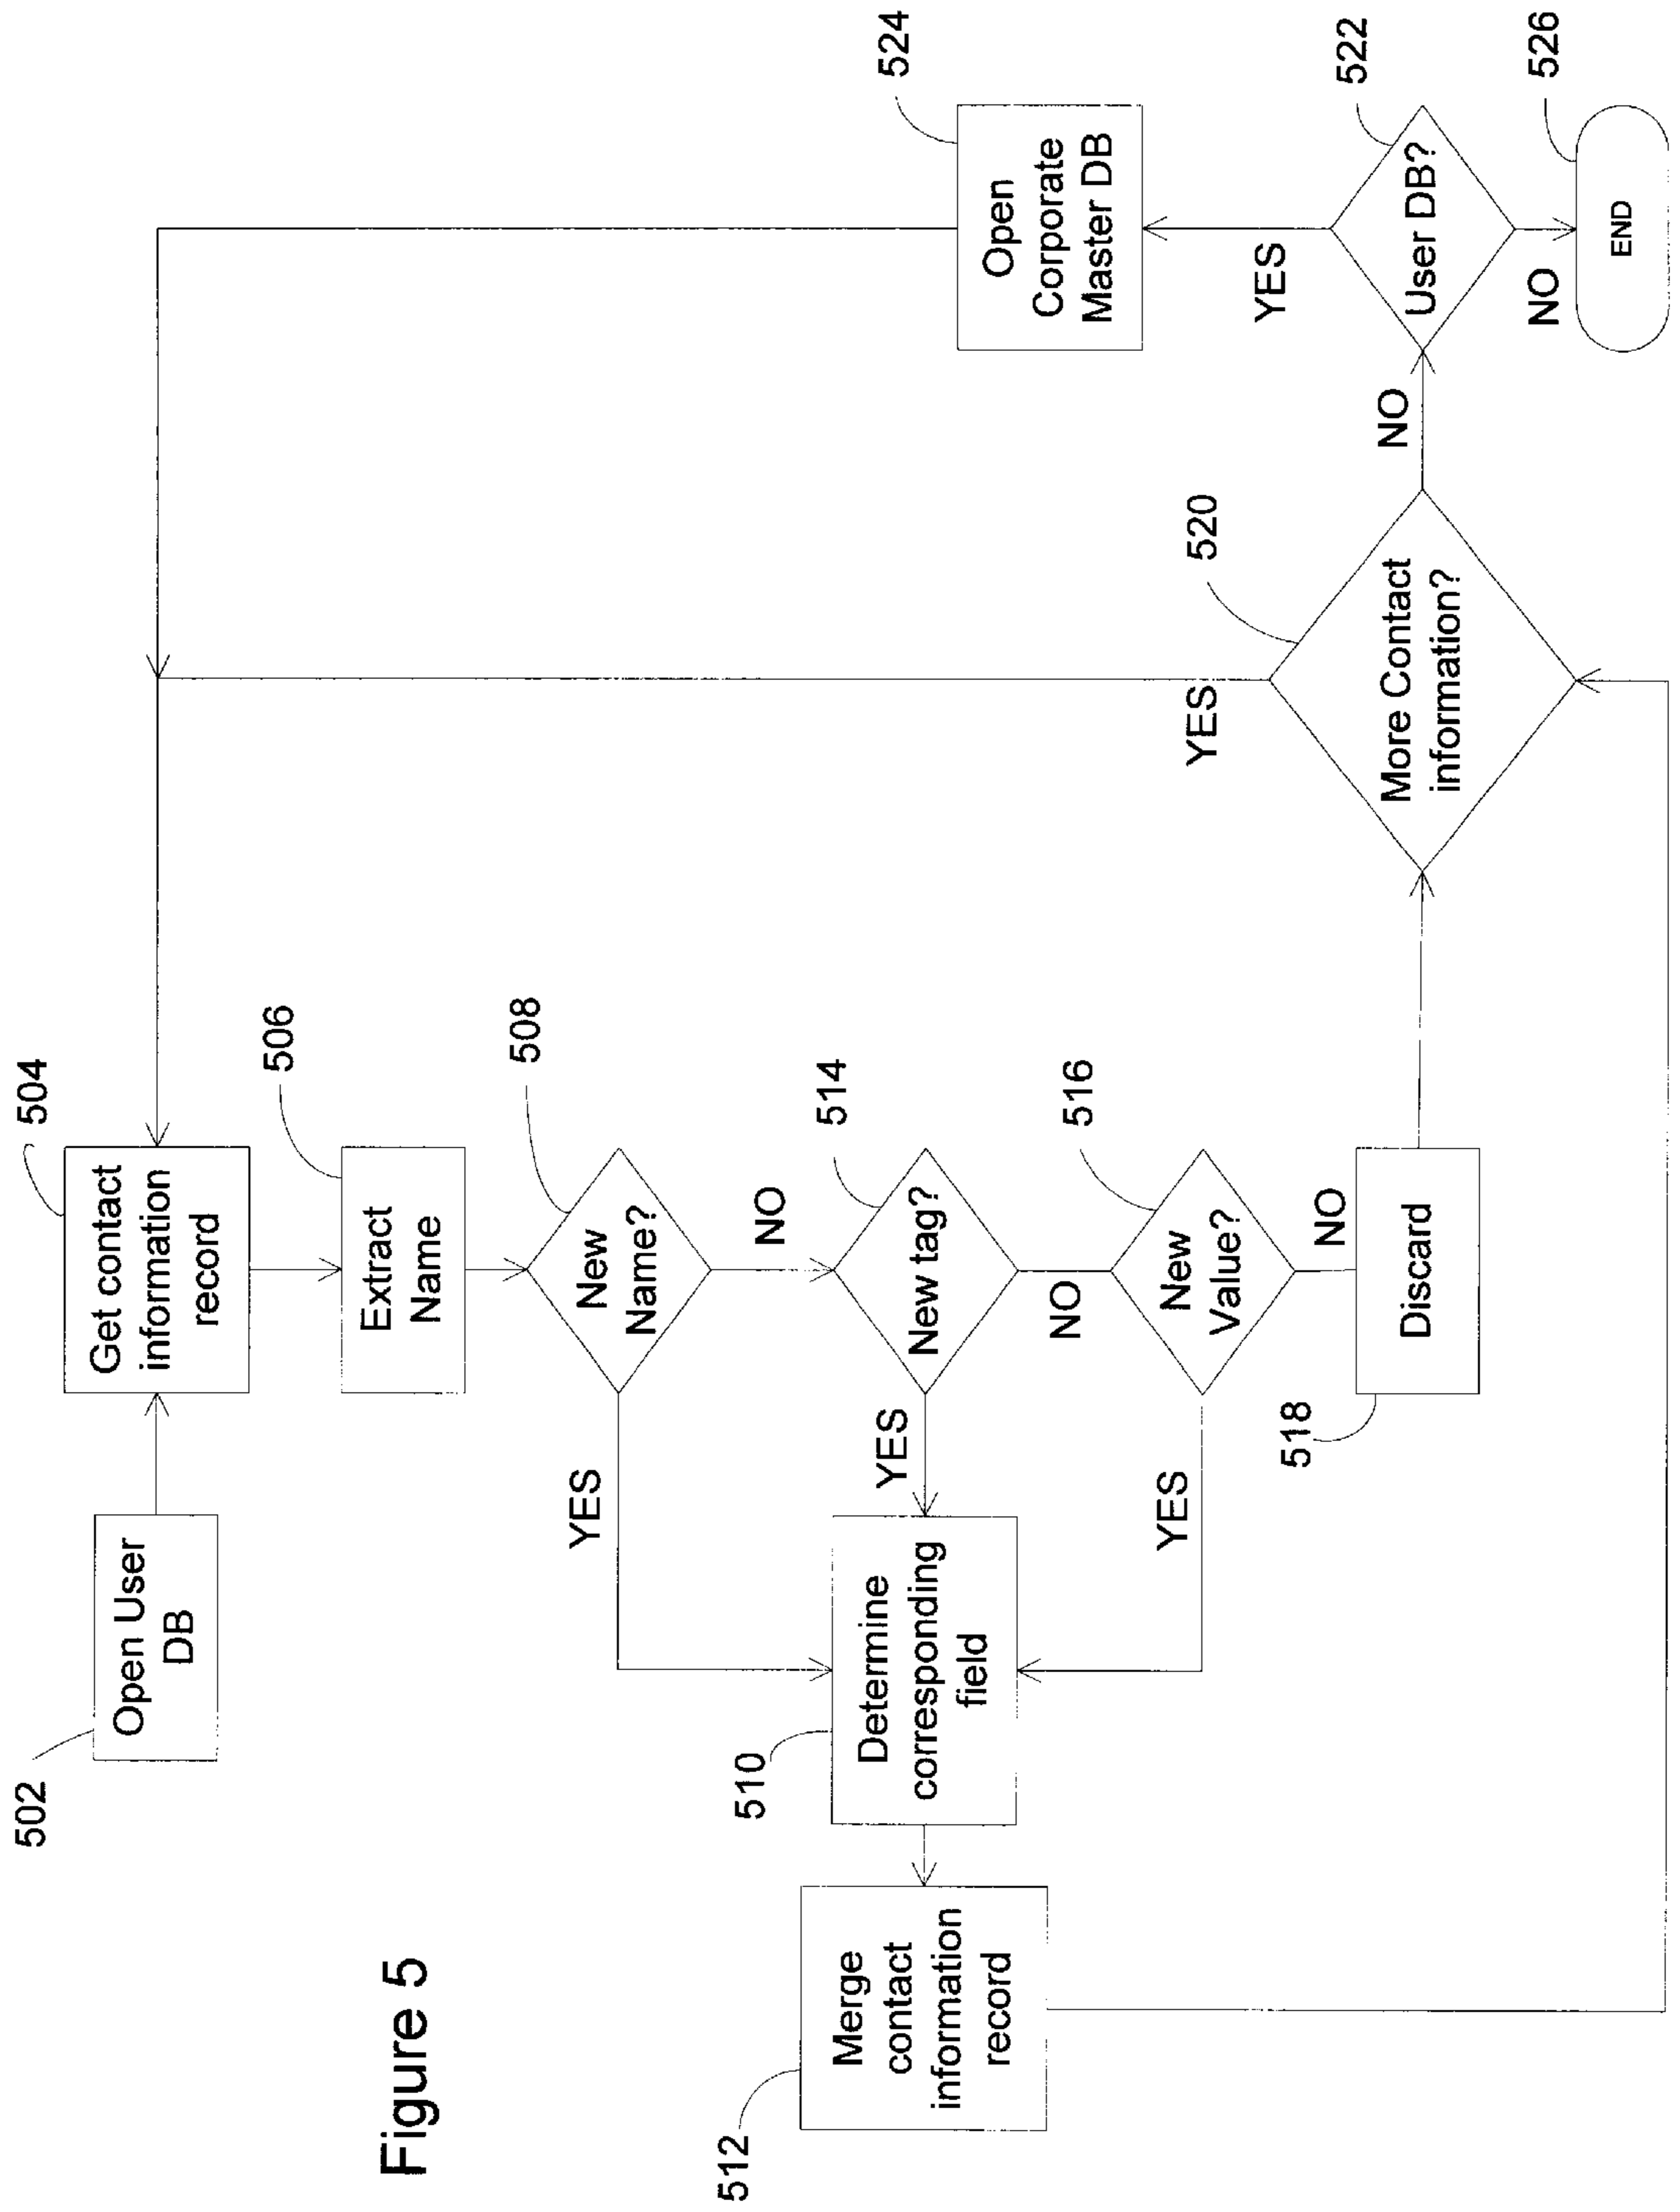 502
Open User
DB
504
Get contact
information
record
506
Extract
Name
508
New
Name?
YES
NO
514
New tag?
YES
NO
516
New
Value?
YES
NO
510
Determine
corresponding
field
512
Merge
contact
information
record
518
Discard
520
More Contact
information?
YES
NO
522
User DB?
YES
NO
524
Open
Corporate
Master DB
526
END
Figure 5